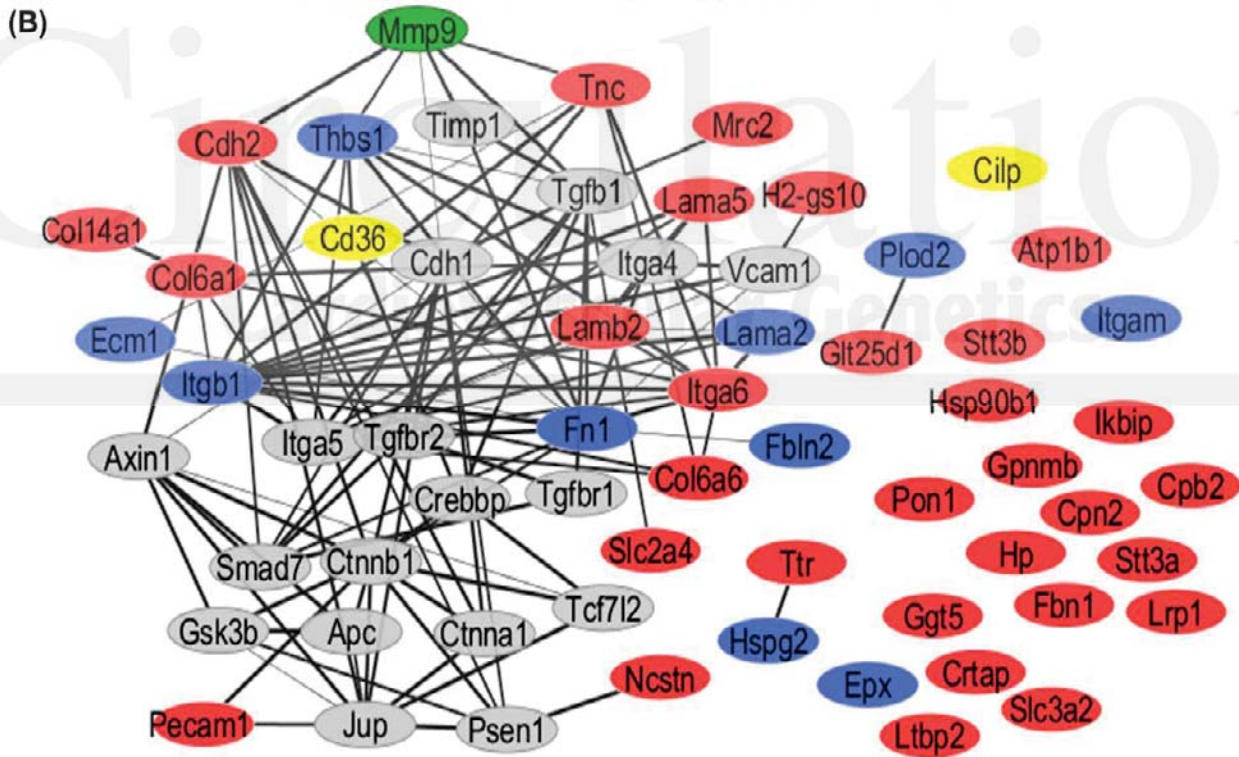 (B)
Mmp9
Tnc
Cdh2
Thbs1
Timp1
Mrc2
Cilp
Tgfb1
Lama5
H2-gs10
Col14a1
Cd36
Cdh1
Itga4
Vcam1
Plod2
Atp1b1
Col6a1
Ecm1
Lamb2
Lama2
Glt25d1
Stt3b
Itgam
Itgb1
Itga6
Hsp90b1
Ikbip
Axin1
Itga5
Tgfbr2
Fn1
Fbln2
Gpnmb
Cpb2
Crebbp
Tgfbr1
Col6a6
Pon1
Cpn2
Smad7
Ctnnb1
Slc2a4
Ttr
Hp
Stt3a
Gsk3b
Apc
Ctnna1
Tcf7l2
Hspg2
Ggt5
Fbn1
Lrp1
Pecam1
Jup
Psen1
Ncstn
Epx
Crtap
Slc3a2
Ltbp2